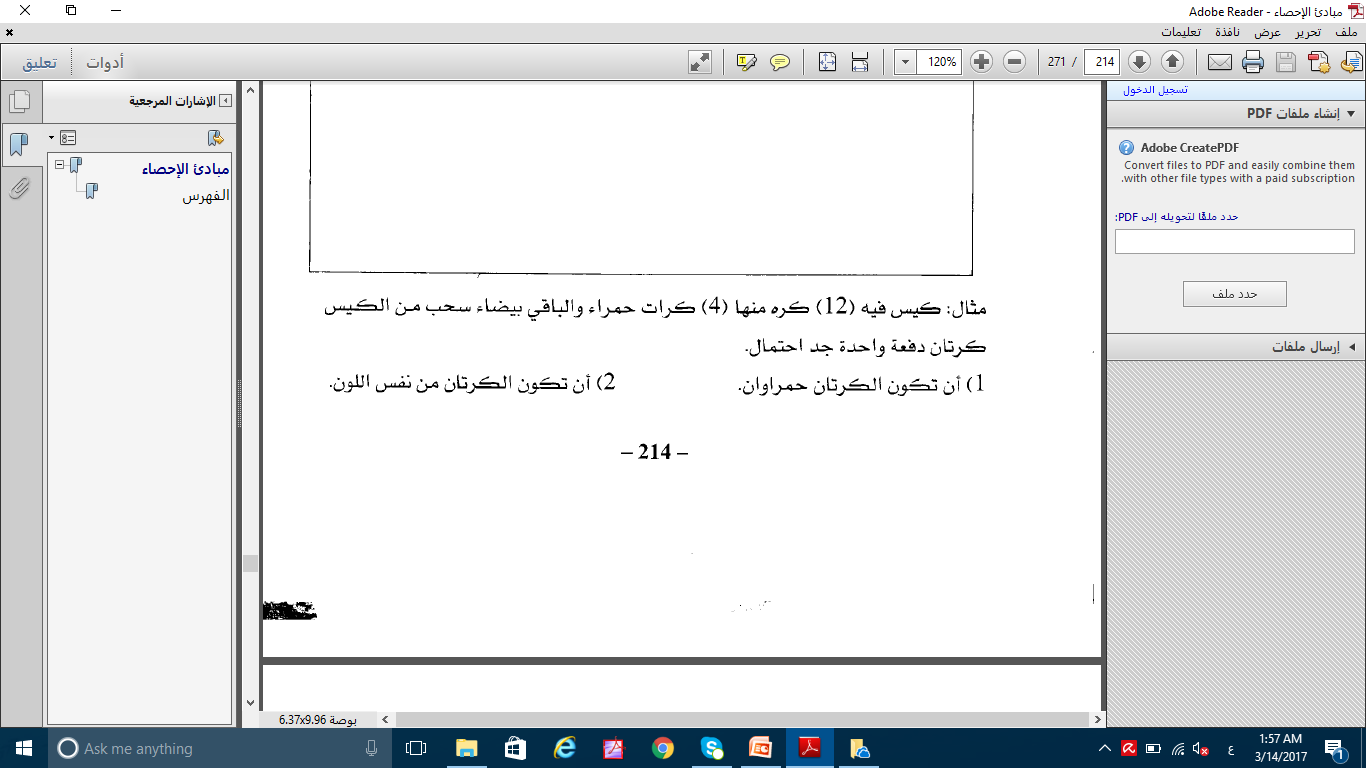 مبادئ الإحصاء - Adobe Reader
ملف تحرير عرض نافذة تعليمات
تعليق أدوات 120% 271 / 214
تسجيل الدخول
إنشاء ملفات PDF
Adobe CreatePDF
Convert files to PDF and easily combine them
.with other file types with a paid subscription
حدد ملفًا لتحويله إلى PDF:
حدد ملف
إرسال ملفات
الإشارات المرجعية
مبادئ الإحصاء
الفهرس
مثال: كيس فيه (12) كره منها (4) كرات حمراء والباقي بيضاء سحب من الكيس
كرتان دفعة واحدة جد احتمال.
1) أن تكون الكرتان حمراوان. 2) أن تكون الكرتان من نفس اللون.
– 214 –
6.37x9.96 بوصة
Ask me anything
ع
1:57 AM
3/14/2017
1